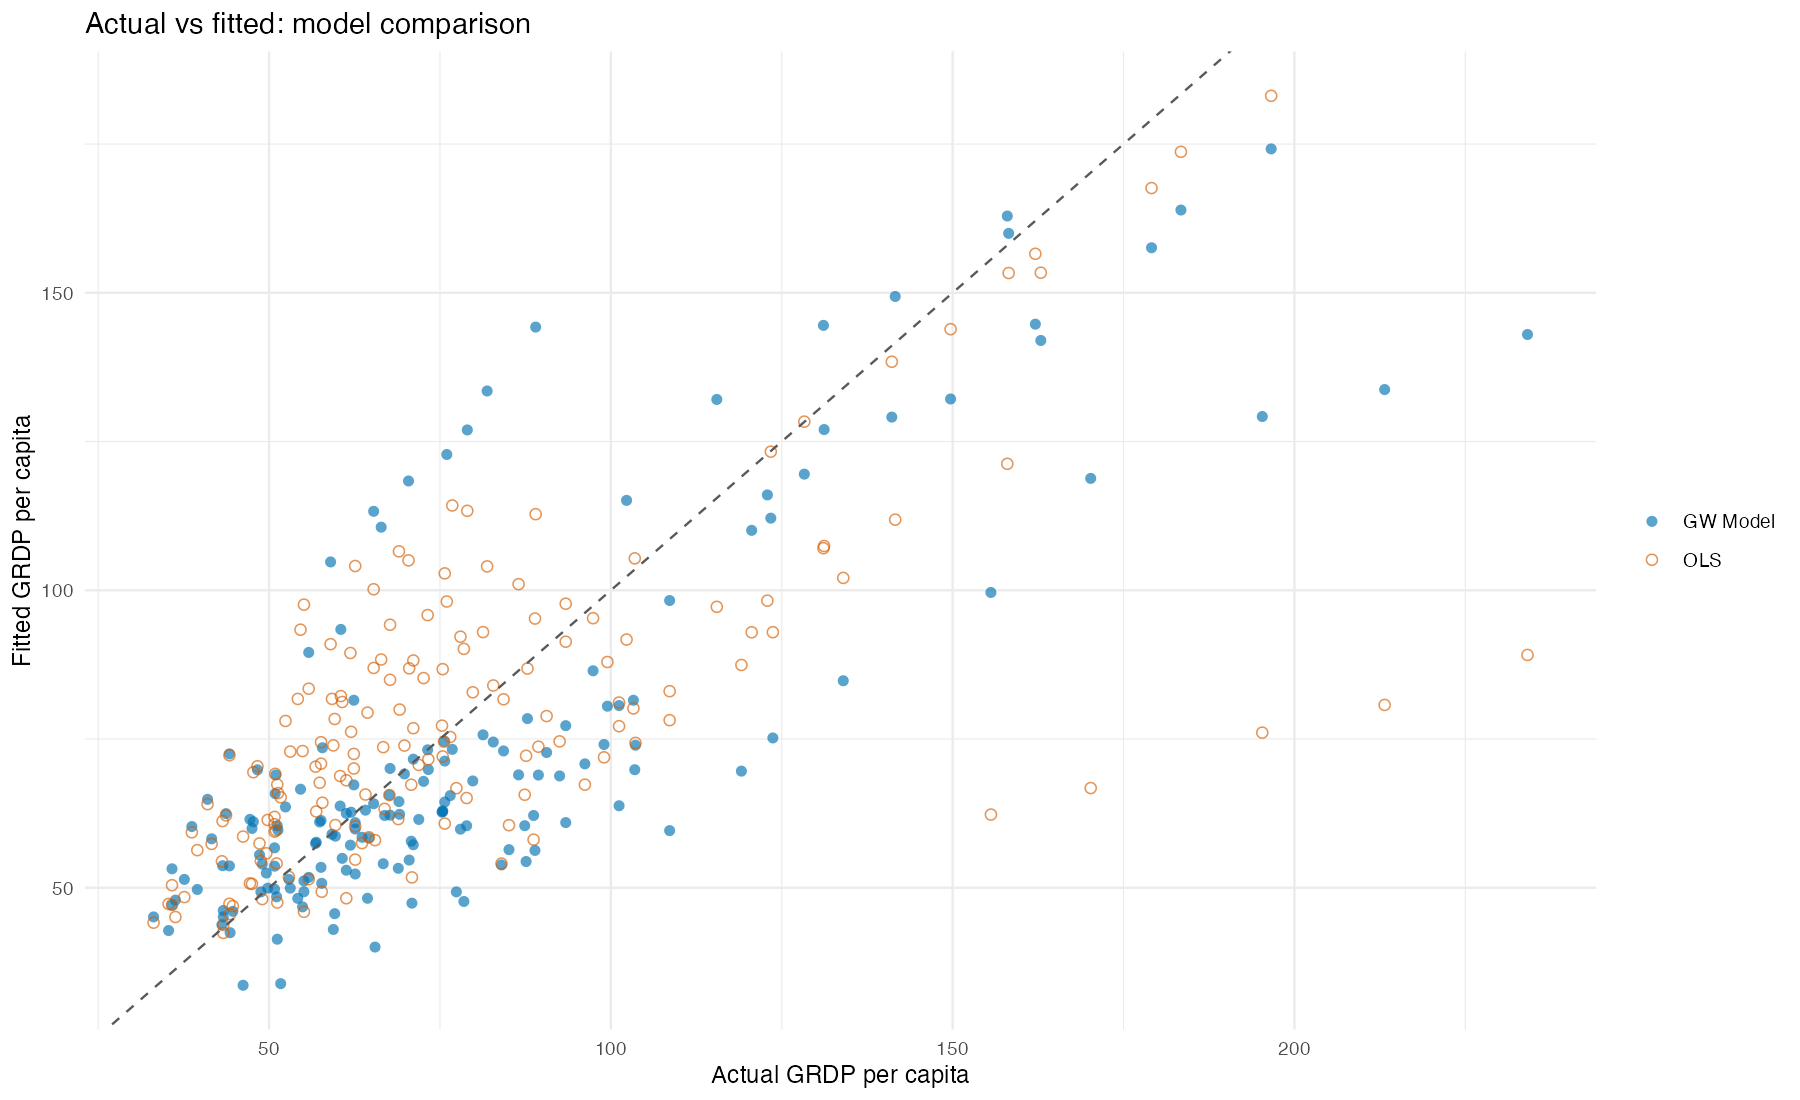 Actual vs fitted: model comparison
Fitted GRDP per capita
150
100
50
50
100
150
200
Actual GRDP per capita
GW Model
OLS